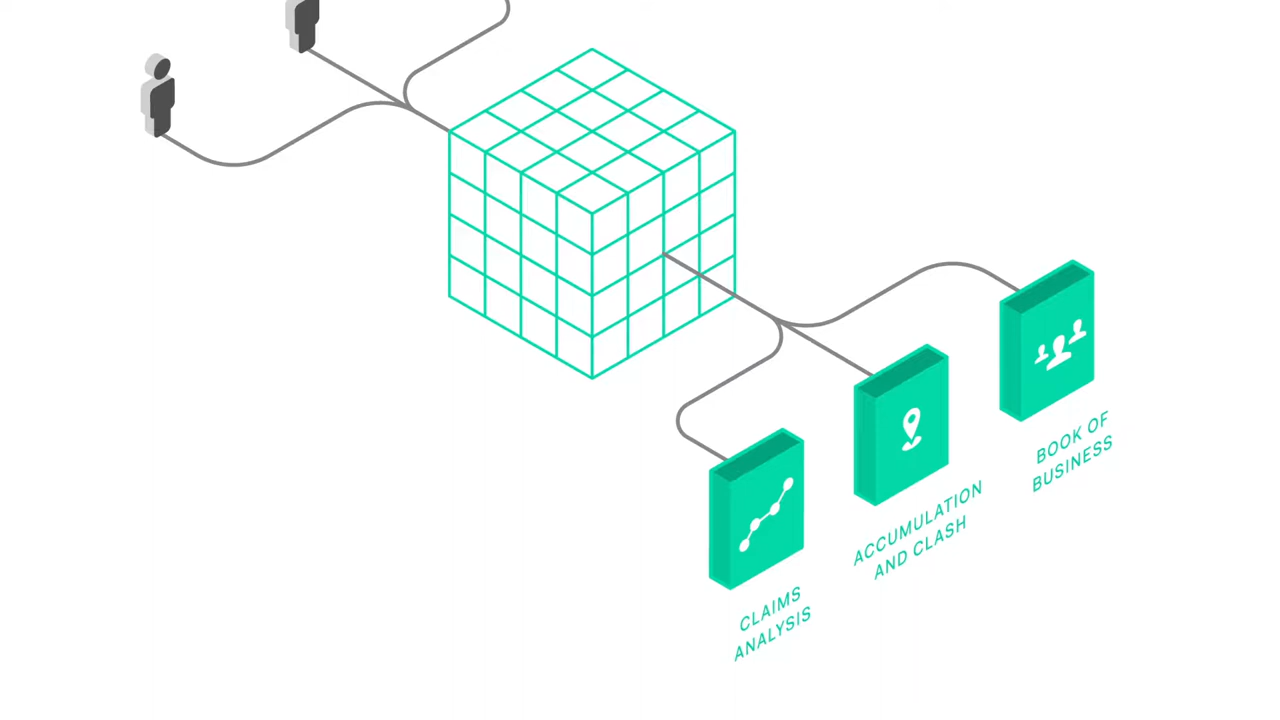 CLAIMS
ANALYSIS
ACCUMULATION
AND CLASH
BOOK OF
BUSINESS